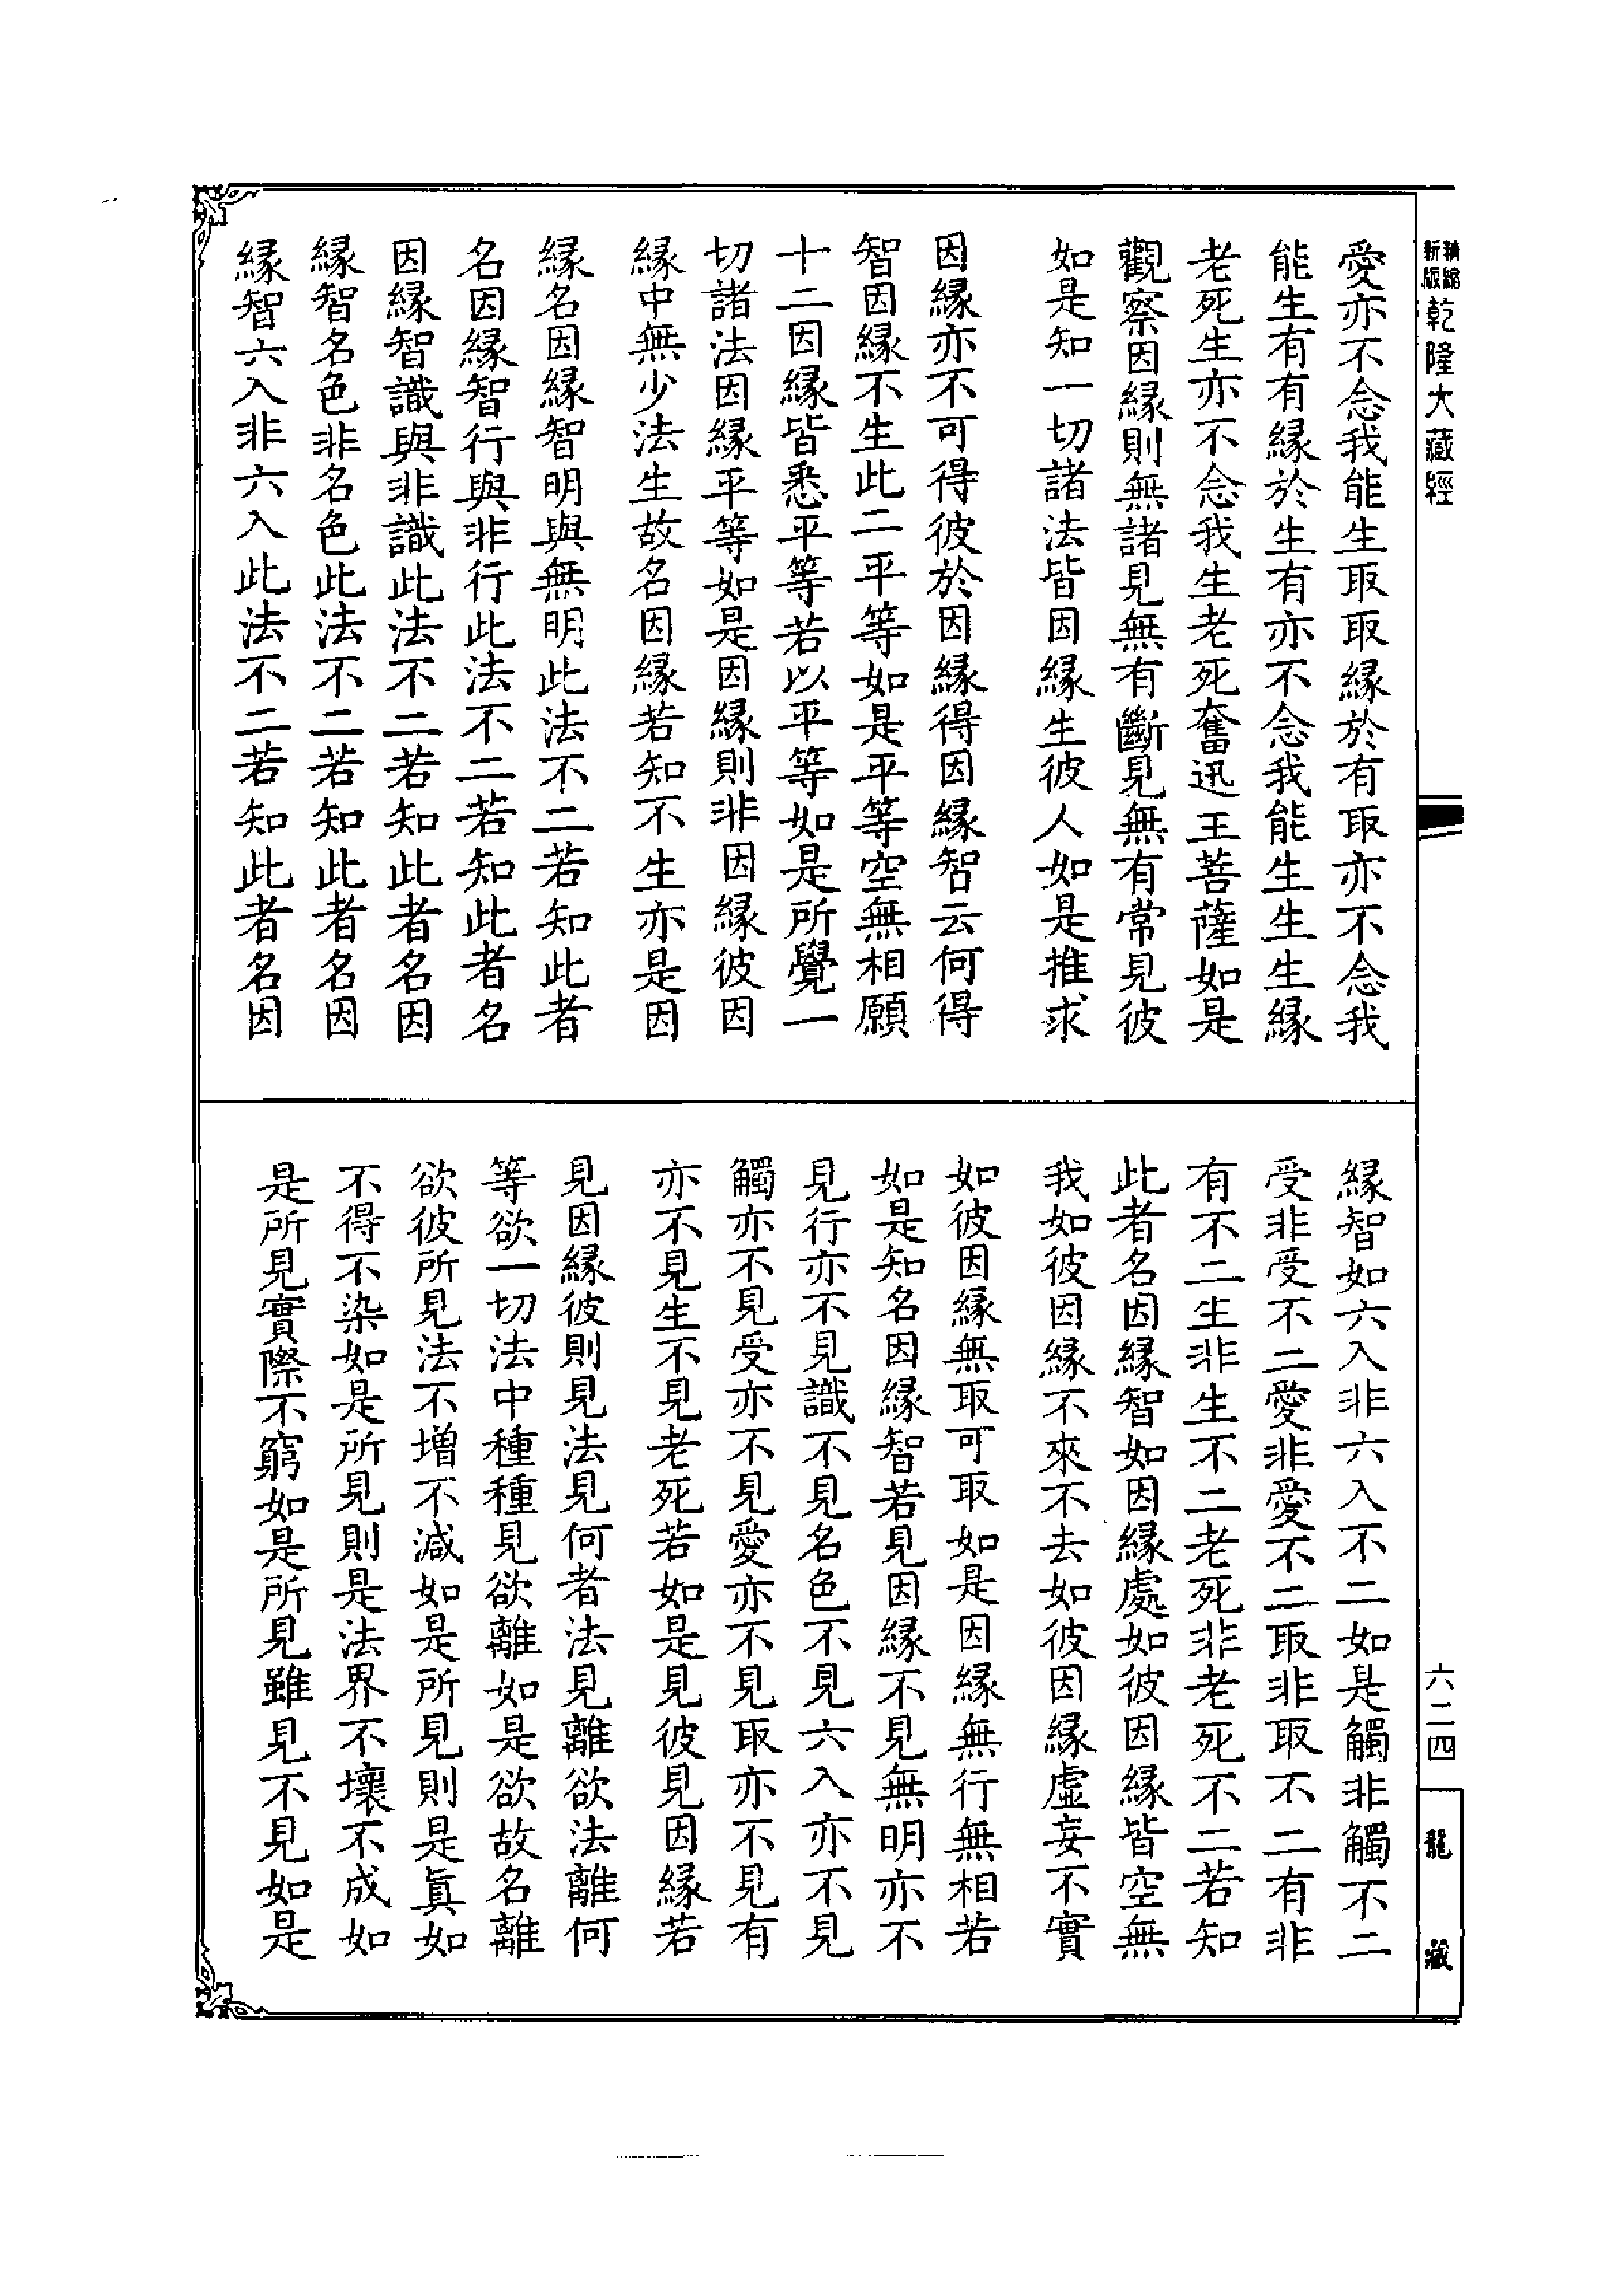 精縮
新版
乾隆大藏經
愛亦不念我能生取取緣於有取亦不念我
能生有有緣於生有亦不念我能生生生緣
老死生亦不念我生老死奮迅王菩薩如是
觀察因緣則無諸見無有斷見無有常見彼
如是知一切諸法皆因緣生彼人如是推求
因緣亦不可得彼於因緣得因緣智云何得
智因緣不生此二平等如是平等空無相願
十二因緣皆悉平等若以平等如是所覺一
切諸法因緣平等如是因緣則非因緣彼因
緣中無少法生故名因緣若知不生亦是因
緣名因緣智明與無明此法不二若知此者
名因緣智行與非行此法不二若知此者名
因緣智識與非識此法不二若知此者名因
緣智名色非名色此法不二若知此者名因
緣智六入非六入此法不二若知此者名因
緣智如六入非六入不二如是觸非觸不二
受非受不二愛非愛不二取非取不二有非
有不二生非生不二老死非老死不二若知
此者名因緣智如因緣處如彼因緣皆空無
我如彼因緣不來不去如彼因緣虛妄不實
如彼因緣無取可取如是因緣無行無相若
如是知名因緣智若見因緣不見無明亦不
見行亦不見識不見名色不見六入亦不見
觸亦不見受亦不見愛亦不見取亦不見有
亦不見生不見老死若如是見彼見因緣若
見因緣彼則見法見何者法見離欲法離何
等欲一切法中種種見欲離如是欲故名離
欲彼所見法不增不減如是所見則是真如
不得不染如是所見則是法界不壞不成如
是所見實際不窮如是所見雖見不見如是
六二四
龍藏